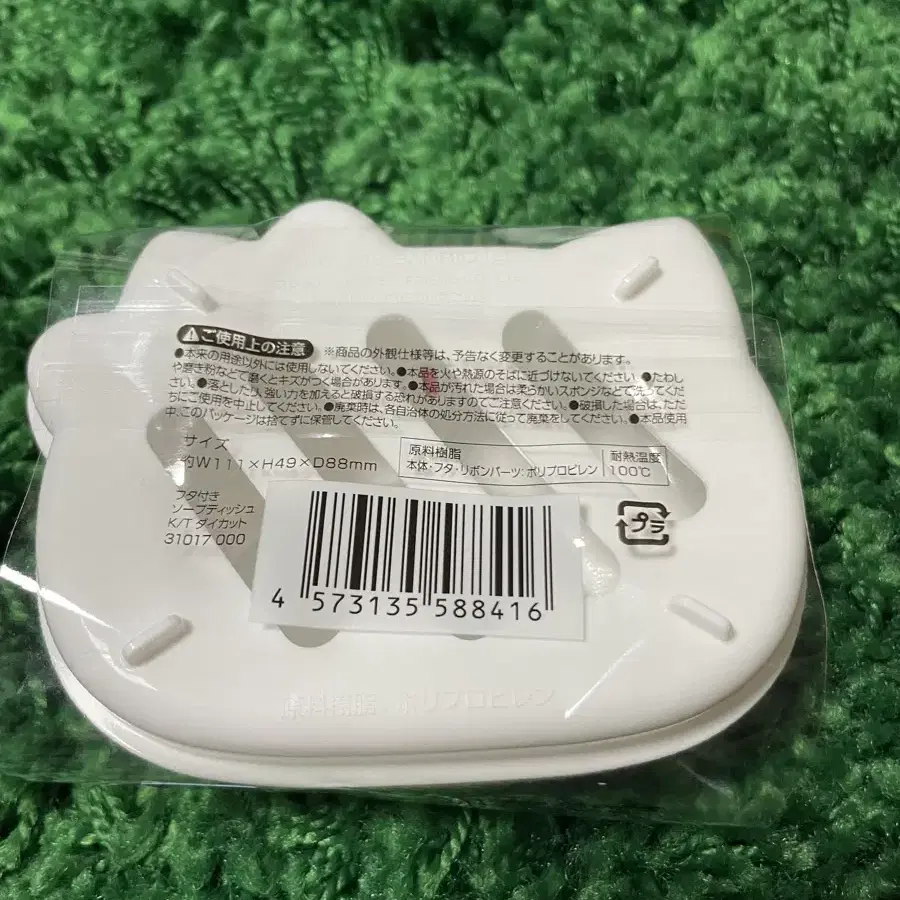 ご使用上の注意 ※商品の外観仕様等は、予告なく変更することがあります。
●本来の用途以外には使用しないでください。●本品を火や熱源のそばに近づけないでください。●たわし
や磨き粉などで磨くとキズがつく場合があります。●本品が汚れた場合は柔らかいスポンジなどで洗ってくだ
さい。●落としたり、強い力を加えると破損する恐れがありますのでご注意ください。●破損した場合は、ただ
ちにご使用を中止してください。●廃棄時は、各自治体の処分方法に従って廃棄をしてください。●本品使用
中、このパッケージは捨てずに保管してください。
サイズ
約W111×H49×D88mm
原料樹脂
本体・フタ・リボンパーツ：ポリプロピレン
耐熱温度
100℃
フタ付き
ソープディッシュ
K/T ダイカット
31017 000
プラ
4 573135 588416
原料樹脂 ポリプロピレン